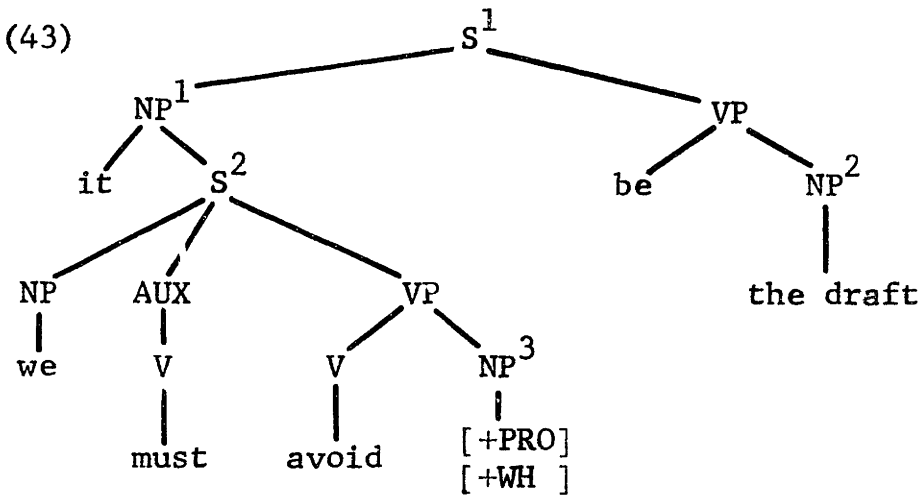 (43) S¹
NP¹ VP
it S² be NP²
NP AUX VP the draft
we V V NP³
must avoid [+PRO]
[+WH ]